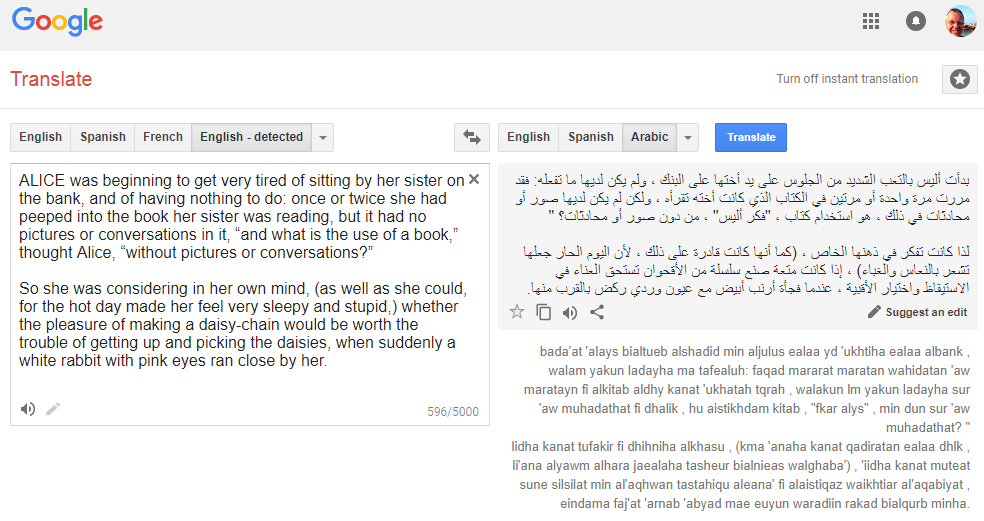 Google
Translate
Turn off instant translation
English Spanish French English - detected
English Spanish Arabic Translate
ALICE was beginning to get very tired of sitting by her sister on
the bank, and of having nothing to do: once or twice she had
peeped into the book her sister was reading, but it had no
pictures or conversations in it, “and what is the use of a book,”
thought Alice, “without pictures or conversations?”
So she was considering in her own mind, (as well as she could,
for the hot day made her feel very sleepy and stupid,) whether
the pleasure of making a daisy-chain would be worth the
trouble of getting up and picking the daisies, when suddenly a
white rabbit with pink eyes ran close by her.
596/5000
بدأت أليس بالتعب الشديد من الجلوس على يد أختها على البنك ، ولم يكن لديها ما تفعله: فقد
مررت مرة واحدة أو مرتين في الكتاب الذي كانت أخته تقرأه ، ولكن لم يكن لديها صور أو
محادثات في ذلك ، هو استخدام كتاب ، "فكر أليس" ، من دون صور أو محادثات؟ "
لذا كانت تفكر في ذهنها الخاص ، (كما أنها كانت قادرة على ذلك ، لأن اليوم الحار جعلها
تشعر بالنعاس والغباء) ، إذا كانت متعة صنع سلسلة من الأقحوان تستحق العناء في
الاستيقاظ واختيار الأقبية ، عندما فجأة أرنب أبيض مع عيون وردي ركض بالقرب منها.
Suggest an edit
bada'at 'alays bialtueb alshadid min aljulus ealaa yd 'ukhtiha ealaa albank ,
walam yakun ladayha ma tafealuh: faqad mararat maratan wahidatan 'aw
maratayn fi alkitab aldhy kanat 'ukhatah tqrah , walakun lm yakun ladayha sur
'aw muhadathat fi dhalik , hu aistikhdam kitab , "fkar alys" , min dun sur 'aw
muhadathat? "
lidha kanat tufakir fi dhihniha alkhasu , (kma 'anaha kanat qadiratan ealaa dhlk ,
li'ana alyawm alhara jaealaha tasheur bialnieas walghaba') , 'iidha kanat muteat
sune silsilat min al'aqhwan tastahiqu aleana' fi alaistiqaz waikhtiar al'aqabiyat ,
eindama faj'at 'arnab 'abyad mae euyun waradiin rakad bialqurb minha.